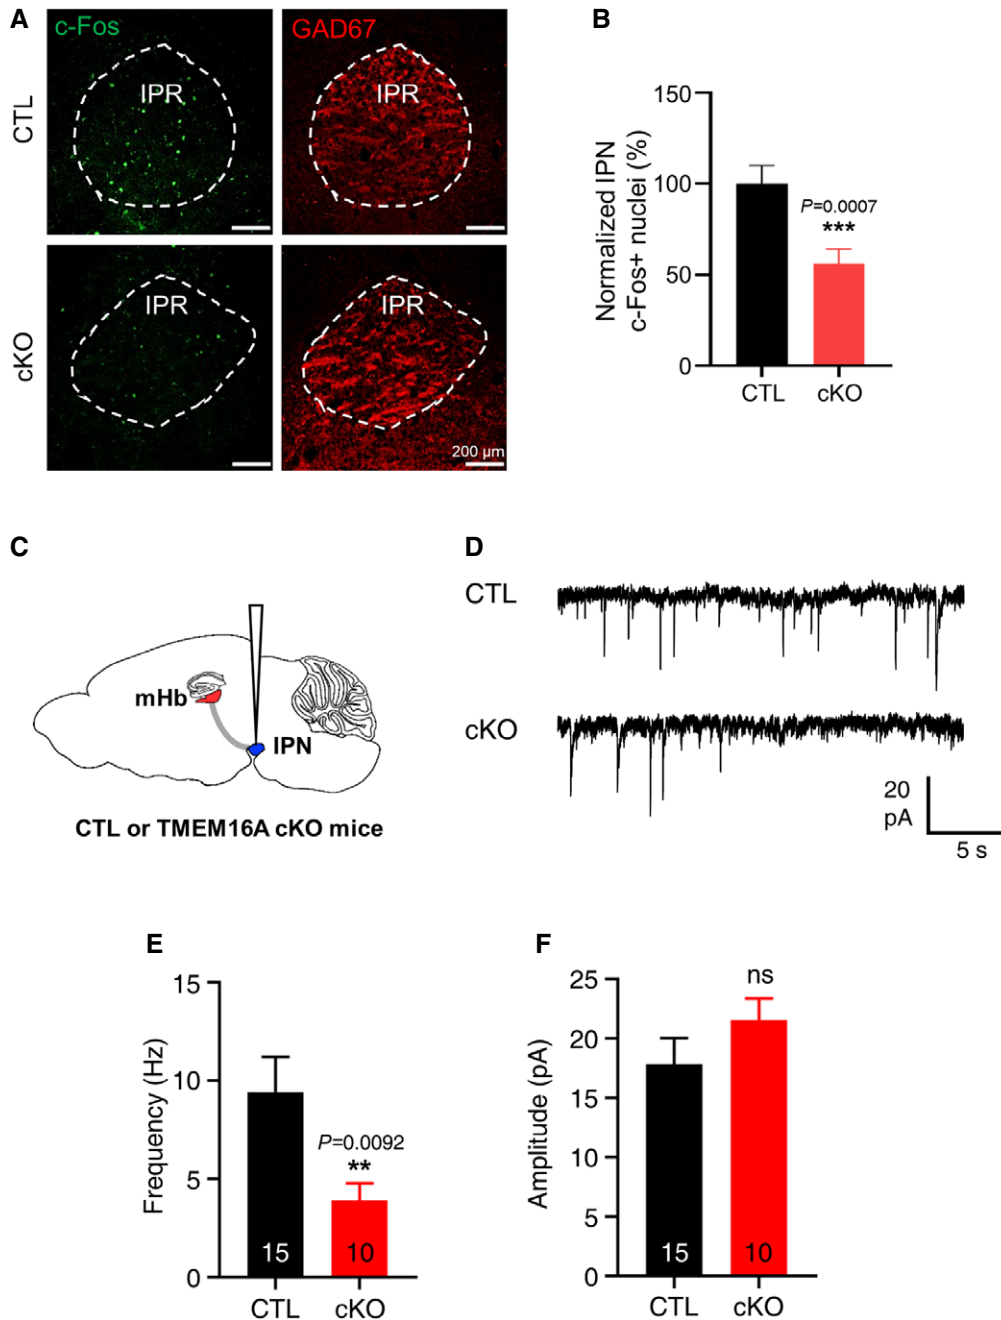 A
c-Fos
GAD67
CTL
IPR
IPR
cKO
IPR
IPR
200 µm
B
Normalized IPN
c-Fos+ nuclei (%)
150
100
50
0
P=0.0007
***
CTL
cKO
C
mHb
IPN
CTL or TMEM16A cKO mice
D
CTL
cKO
20
pA
5 s
E
Frequency (Hz)
15
10
5
0
P=0.0092
**
15
10
CTL
cKO
F
Amplitude (pA)
25
20
15
10
5
0
ns
15
10
CTL
cKO